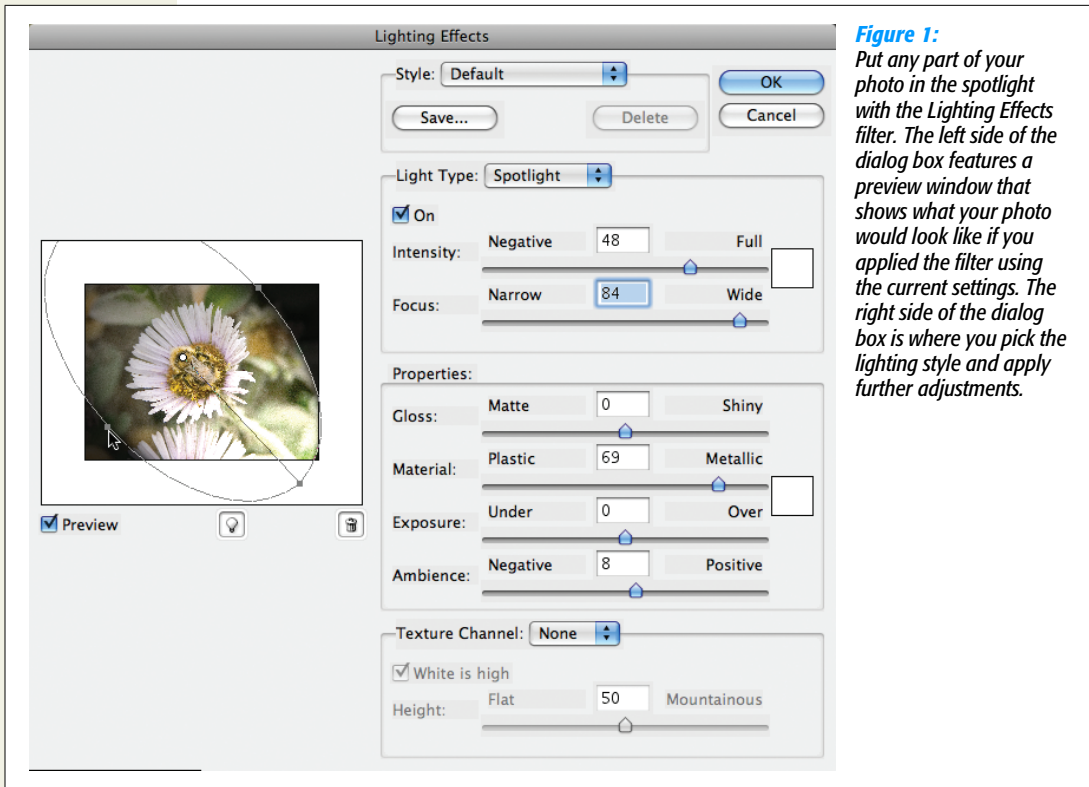 Lighting Effects
Style: Default
OK
Save...
Delete
Cancel
Light Type: Spotlight
On
Intensity:
Negative 48 Full
Focus:
Narrow 84 Wide
Properties:
Gloss:
Matte 0 Shiny
Material:
Plastic 69 Metallic
Exposure:
Under 0 Over
Ambience:
Negative 8 Positive
Texture Channel: None
White is high
Height:
Flat 50 Mountainous
Preview
Figure 1:
Put any part of your
photo in the spotlight
with the Lighting Effects
filter. The left side of the
dialog box features a
preview window that
shows what your photo
would look like if you
applied the filter using
the current settings. The
right side of the dialog
box is where you pick the
lighting style and apply
further adjustments.